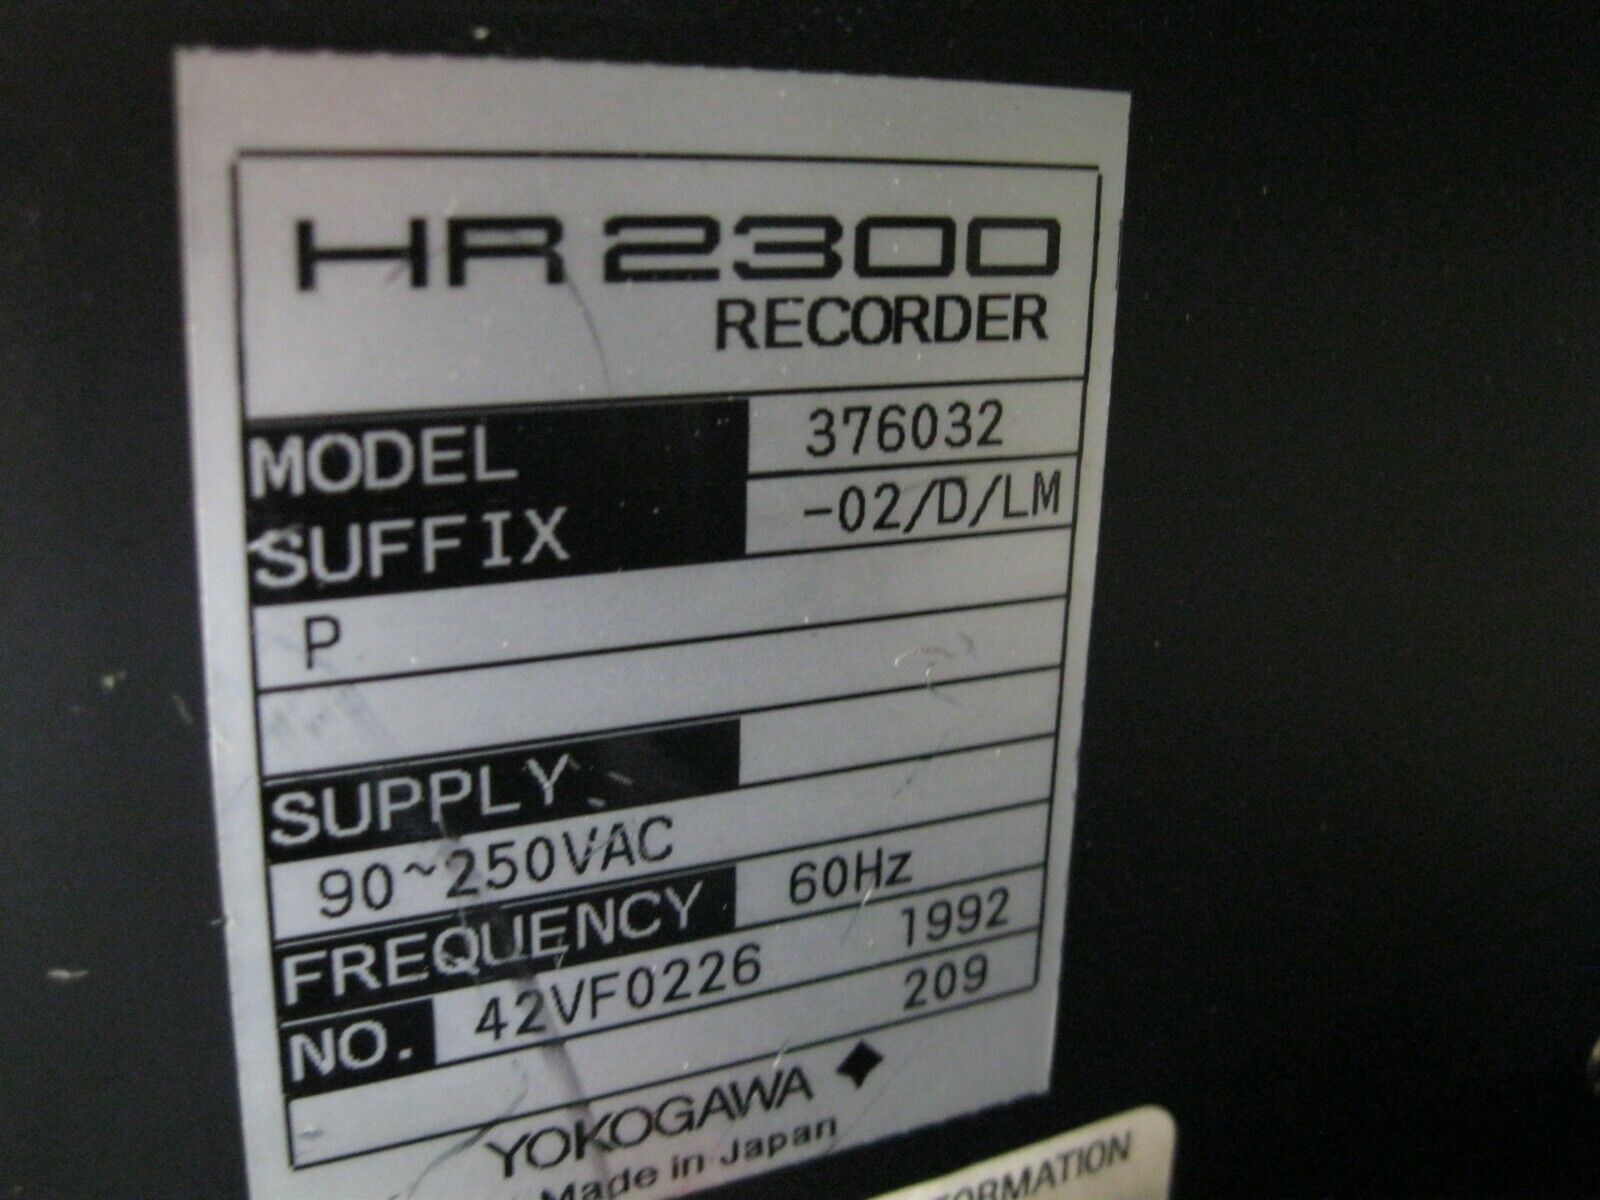 HR2300
RECORDER
MODEL 376032
SUFFIX -02/D/LM
P
SUPPLY
90~250VAC
FREQUENCY 60Hz
NO. 42VF0226 1992
209
YOKOGAWA
Made in Japan